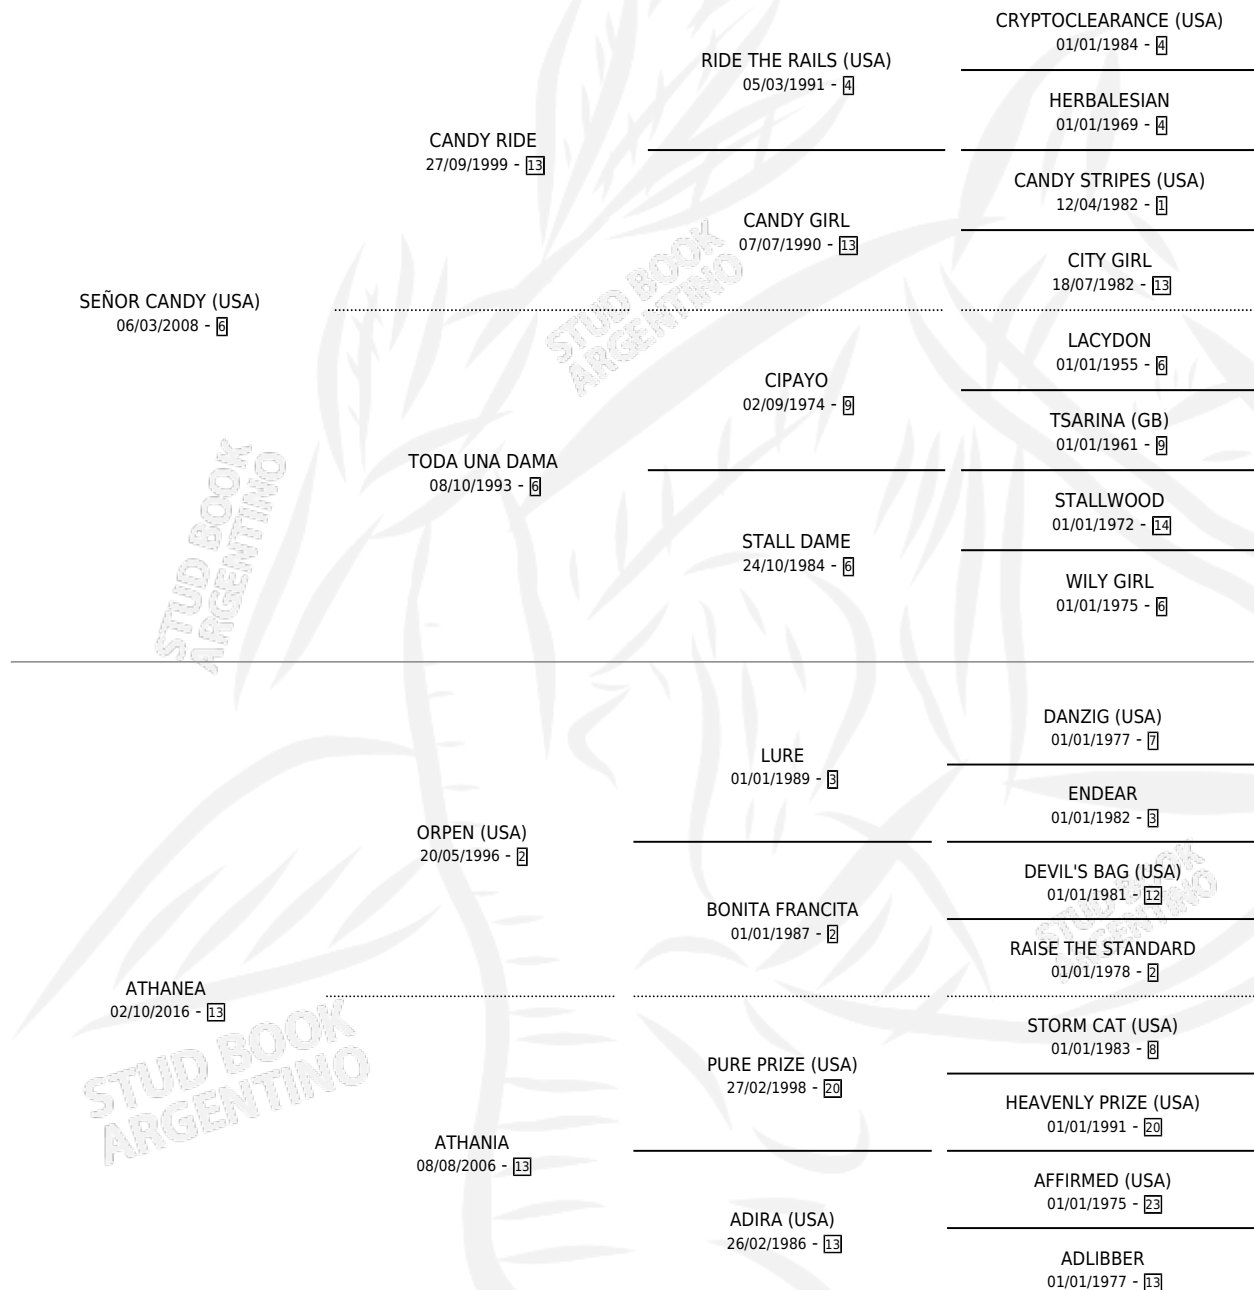 CRYPTOCLEARANCE (USA)
01/01/1984 - 4
RIDE THE RAILS (USA)
05/03/1991 - 4
HERBALESIAN
01/01/1969 - 4
CANDY RIDE
27/09/1999 - 13
CANDY STRIPES (USA)
12/04/1982 - 1
CANDY GIRL
07/07/1990 - 13
CITY GIRL
18/07/1982 - 13
SEÑOR CANDY (USA)
06/03/2008 - 6
LACYDON
01/01/1955 - 6
CIPAYO
02/09/1974 - 9
TSARINA (GB)
01/01/1961 - 9
TODA UNA DAMA
08/10/1993 - 6
STALLWOOD
01/01/1972 - 14
STALL DAME
24/10/1984 - 6
WILY GIRL
01/01/1975 - 6
STUD BOOK
ARGENTINO
STUD BOOK
ARGENTINO
DANZIG (USA)
01/01/1977 - 7
LURE
01/01/1989 - 3
ENDEAR
01/01/1982 - 3
ORPEN (USA)
20/05/1996 - 2
DEVIL'S BAG (USA)
01/01/1981 - 12
BONITA FRANCITA
01/01/1987 - 2
RAISE THE STANDARD
01/01/1978 - 2
ATHANEA
02/10/2016 - 13
STORM CAT (USA)
01/01/1983 - 8
PURE PRIZE (USA)
27/02/1998 - 20
HEAVENLY PRIZE (USA)
01/01/1991 - 20
ATHANIA
08/08/2006 - 13
AFFIRMED (USA)
01/01/1975 - 23
ADIRA (USA)
26/02/1986 - 13
ADLIBBER
01/01/1977 - 13
STUD BOOK
ARGENTINO
STUD BOOK
ARGENTINO